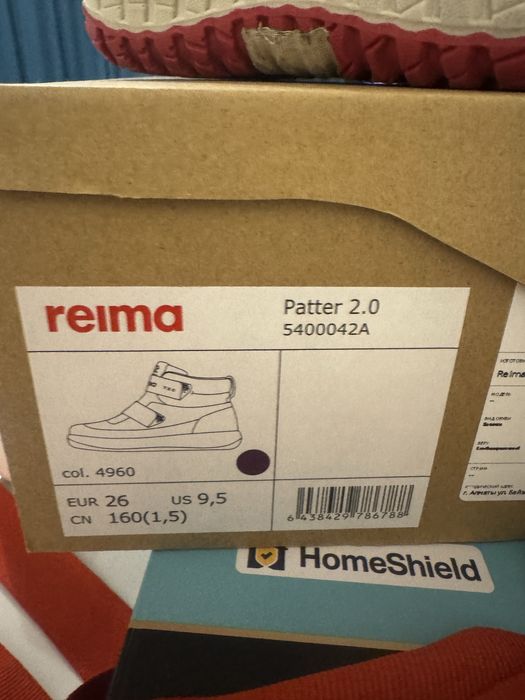 reima
Patter 2.0
5400042A
col. 4960
EUR 26 US 9,5
CN 160(1,5)
6 438429 786788
Reima
МОДЕЛЬ
г. Алматы ул.
HomeShield